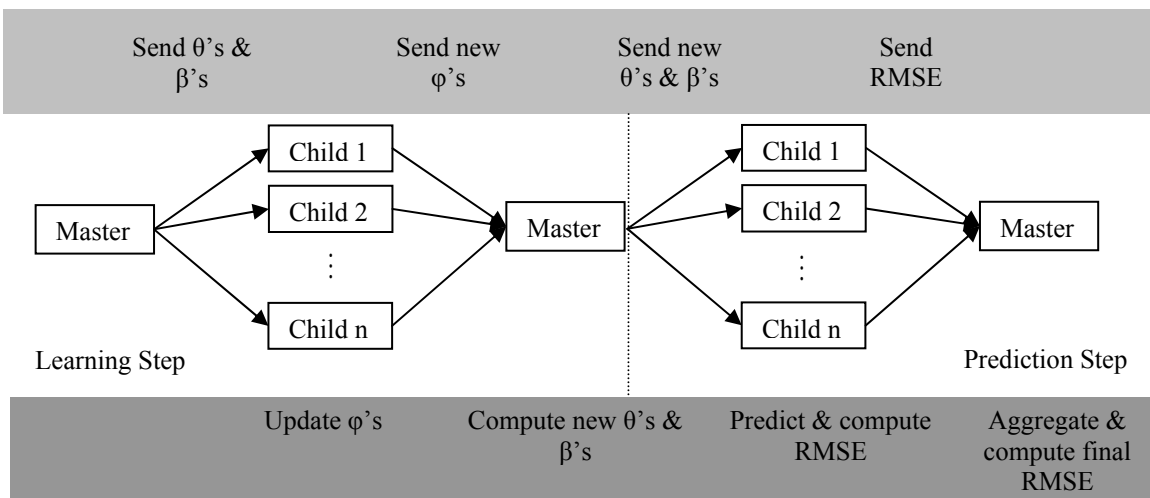 Send θ’s &
β’s
Send new
φ’s
Send new
θ’s & β’s
Send
RMSE
Master
Child 1
Child 2
⋮
Child n
Master
Child 1
Child 2
⋮
Child n
Master
Learning Step
Prediction Step
Update φ’s
Compute new θ’s &
β’s
Predict & compute
RMSE
Aggregate &
compute final
RMSE